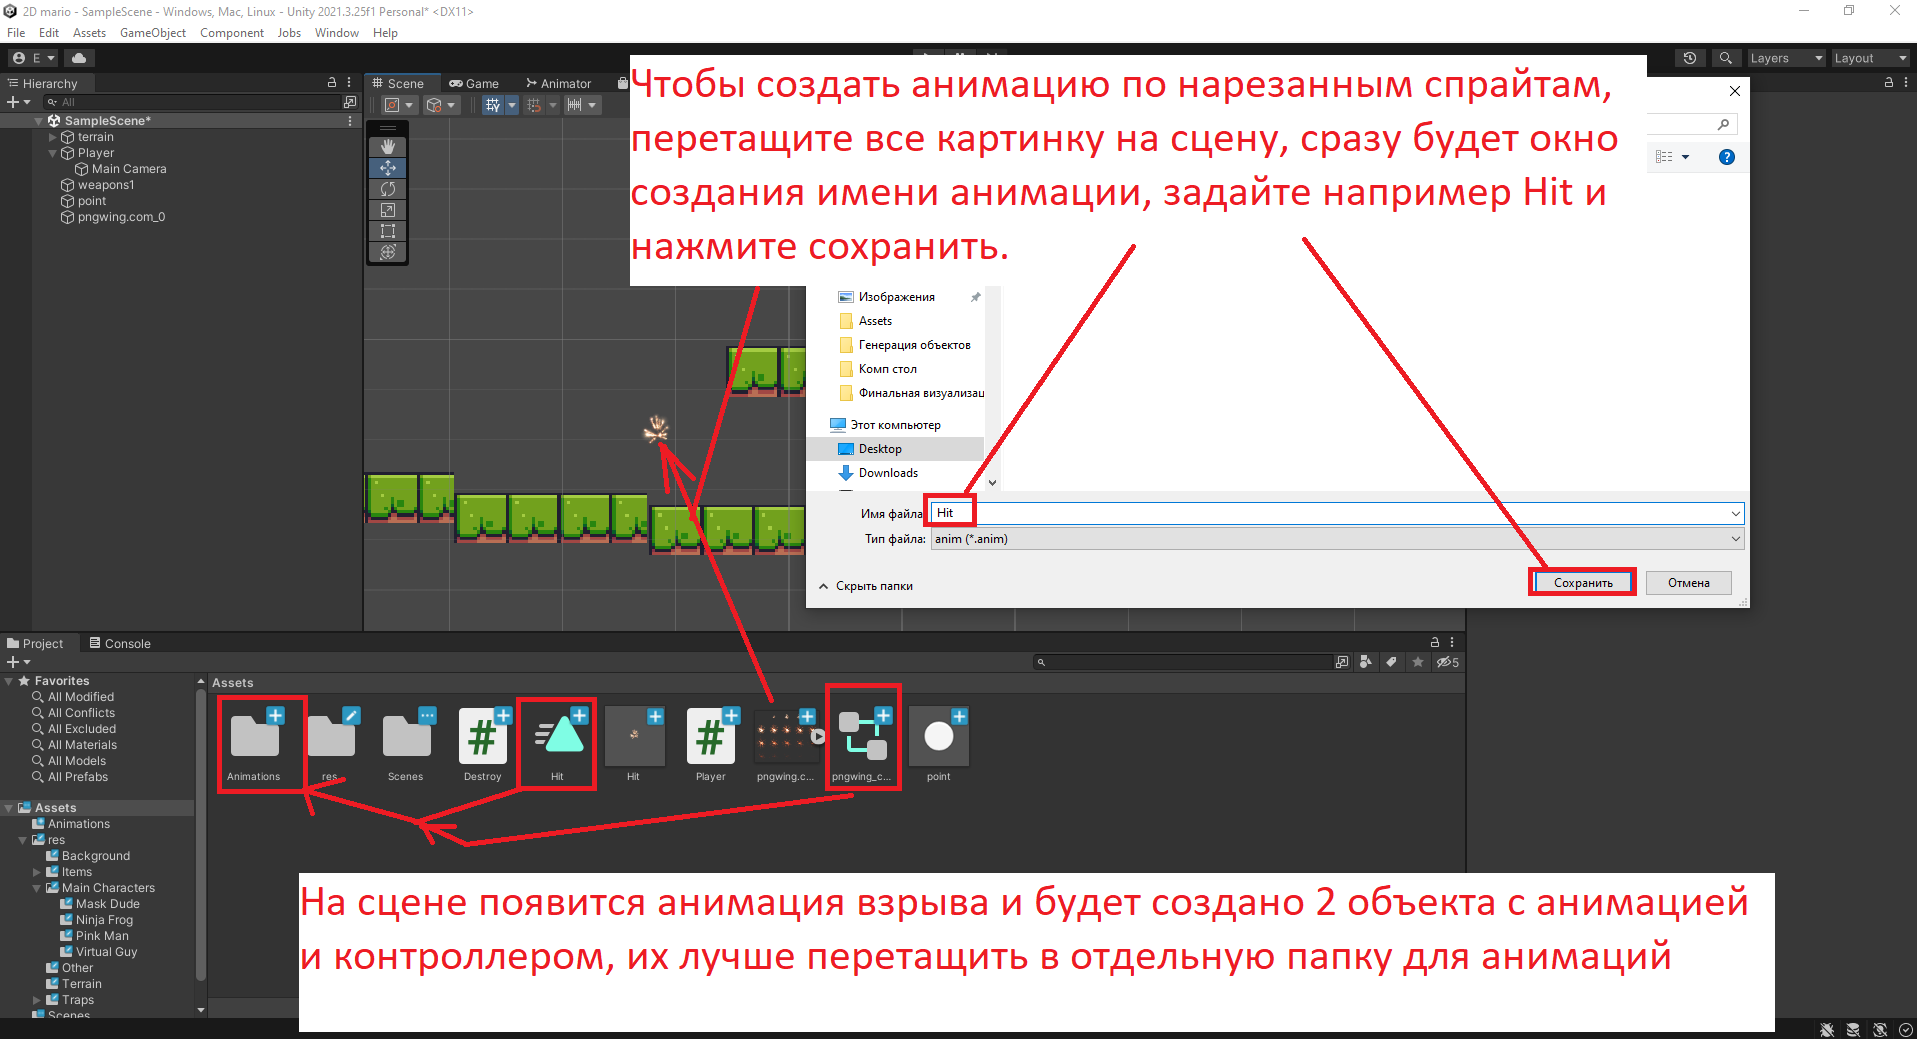 2D mario - SampleScene - Windows, Mac, Linux - Unity 2021.3.25f1 Personal* <DX11>
File Edit Assets GameObject Component Jobs Window Help
E
Layers
Layout
Hierarchy
All
SampleScene*
terrain
Player
Main Camera
weapons1
point
pngwing.com_0
Scene
Game
Animator
Чтобы создать анимацию по нарезанным спрайтам,
перетащите все картинку на сцену, сразу будет окно
создания имени анимации, задайте например Hit и
нажмите сохранить.
Изображения
Assets
Генерация объектов
Комп стол
Финальная визуализац
Этот компьютер
Desktop
Downloads
Имя файла
Hit
Тип файла:
anim (*.anim)
Скрыть папки
Сохранить
Отмена
Project
Console
5
Favorites
All Modified
All Conflicts
All Excluded
All Materials
All Models
All Prefabs
Assets
Animations
res
Background
Items
Main Characters
Mask Dude
Ninja Frog
Pink Man
Virtual Guy
Other
Terrain
Traps
Scenes
Assets
Animations
res
Scenes
Destroy
Hit
Hit
Player
pngwing.c...
pngwing_c...
point
На сцене появится анимация взрыва и будет создано 2 объекта с анимацией
и контроллером, их лучше перетащить в отдельную папку для анимаций